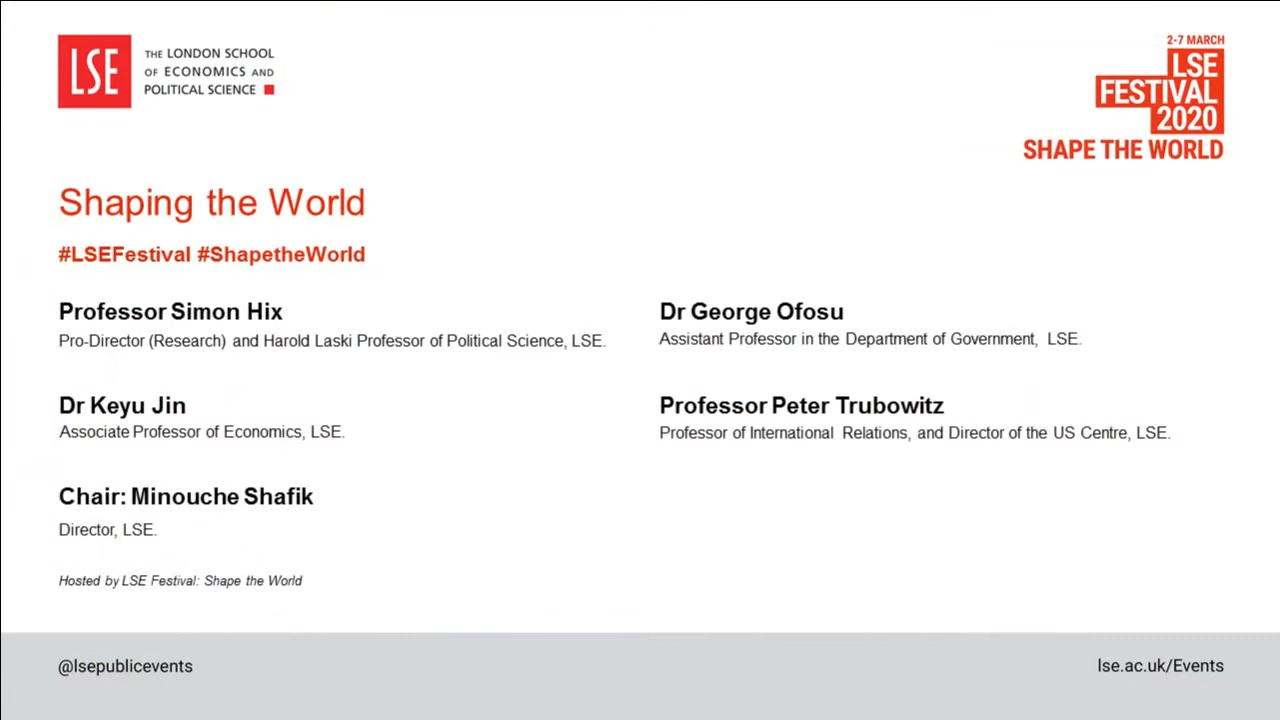 LSE THE LONDON SCHOOL
OF ECONOMICS AND
POLITICAL SCIENCE
2-7 MARCH
LSE
FESTIVAL
2020
SHAPE THE WORLD
Shaping the World
#LSEFestival #ShapetheWorld
Professor Simon Hix
Pro-Director (Research) and Harold Laski Professor of Political Science, LSE.
Dr George Ofosu
Assistant Professor in the Department of Government, LSE.
Dr Keyu Jin
Associate Professor of Economics, LSE.
Professor Peter Trubowitz
Professor of International Relations, and Director of the US Centre, LSE.
Chair: Minouche Shafik
Director, LSE.
Hosted by LSE Festival: Shape the World
@lsepublicevents
lse.ac.uk/Events